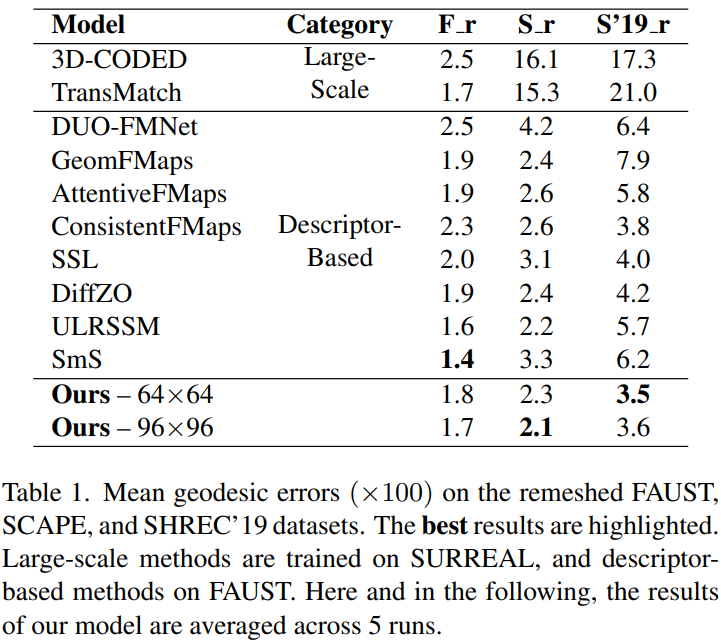 Model Category F_r S_r S'19_r
3D-CODED Large- 2.5 16.1 17.3
TransMatch Scale 1.7 15.3 21.0
DUO-FMNet 2.5 4.2 6.4
GeomFMaps 1.9 2.4 7.9
AttentiveFMaps 1.9 2.6 5.8
ConsistentFMaps Descriptor- 2.3 2.6 3.8
SSL Based 2.0 3.1 4.0
DiffZO 1.9 2.4 4.2
ULRSSM 1.6 2.2 5.7
SmS 1.4 3.3 6.2
Ours – 64×64 1.8 2.3 3.5
Ours – 96×96 1.7 2.1 3.6
Table 1. Mean geodesic errors (×100) on the remeshed FAUST,
SCAPE, and SHREC'19 datasets. The best results are highlighted.
Large-scale methods are trained on SURREAL, and descriptor-
based methods on FAUST. Here and in the following, the results
of our model are averaged across 5 runs.